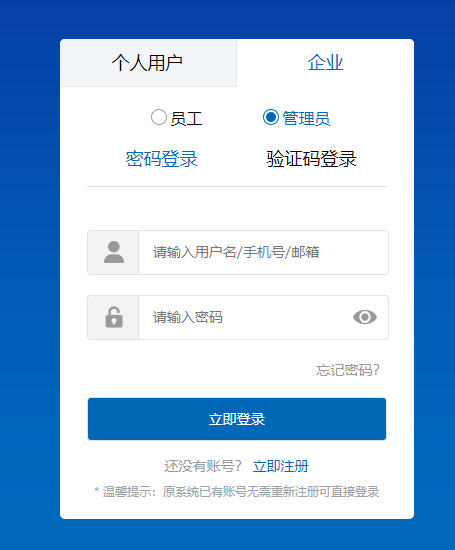 个人用户 企业
员工 管理员
密码登录 验证码登录
请输入用户名/手机号/邮箱
请输入密码
忘记密码?
立即登录
还没有账号? 立即注册
* 温馨提示：原系统已有账号无需重新注册可直接登录